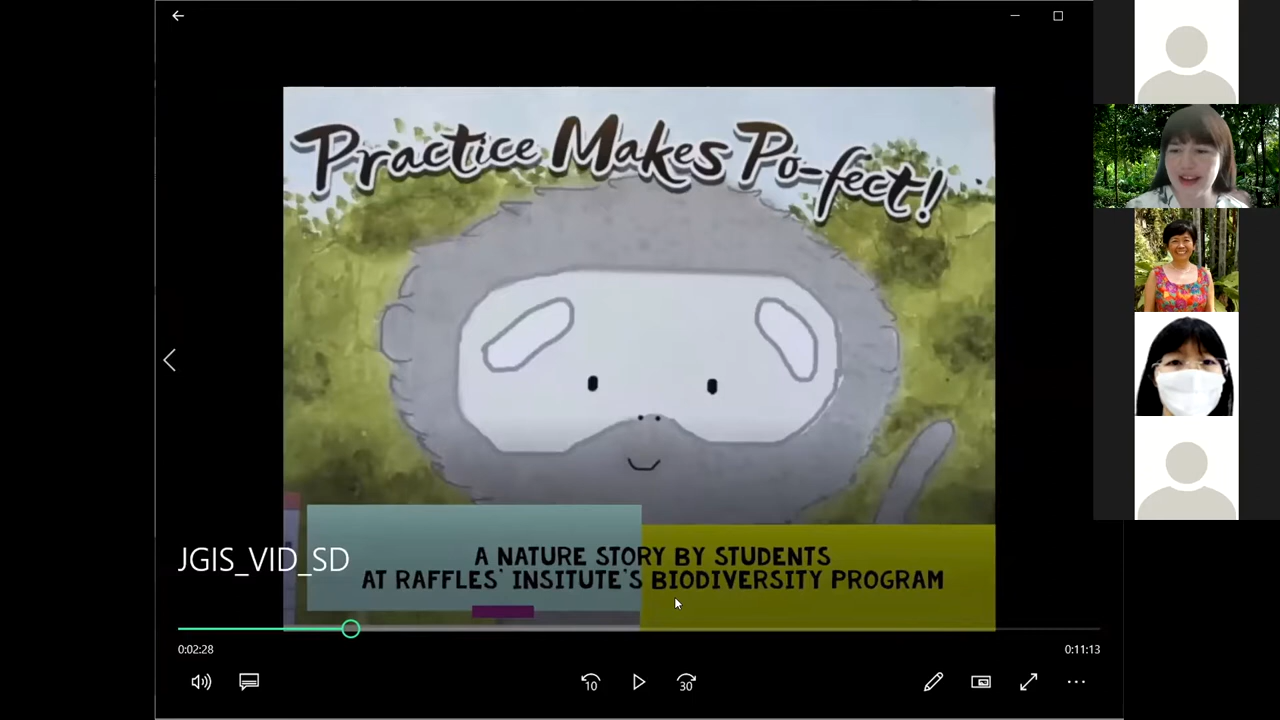 Practice Makes Po-fect!
JGIS_VID_SD
A NATURE STORY BY STUDENTS
AT RAFFLES' INSITUTE'S BIODIVERSITY PROGRAM
0:02:28
0:11:13
10
30